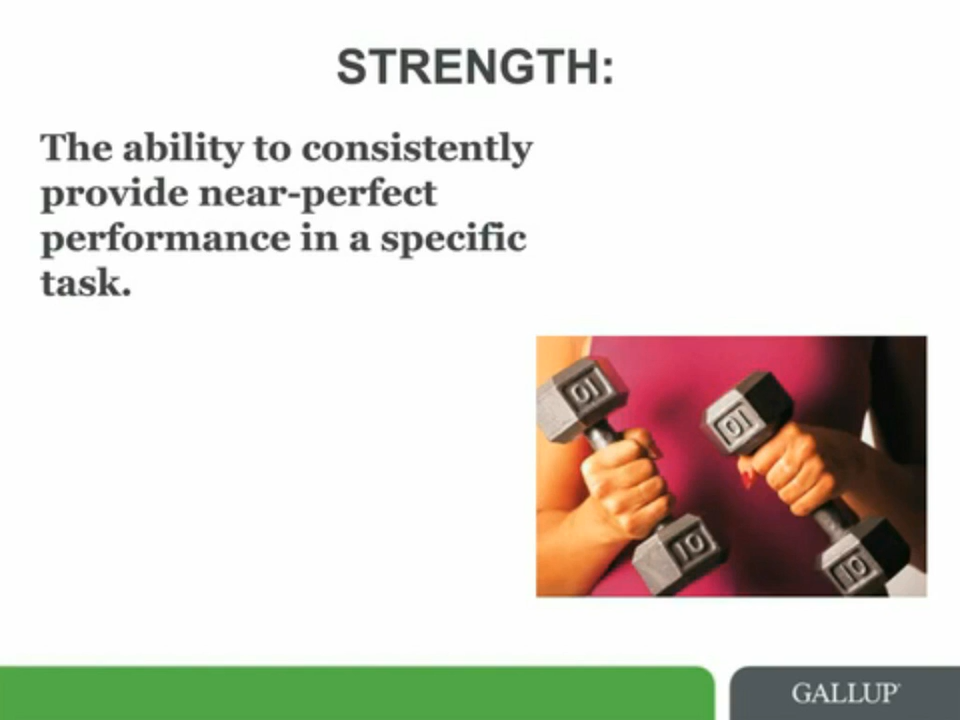 STRENGTH:
The ability to consistently
provide near-perfect
performance in a specific
task.
10
10
10
10
GALLUP®